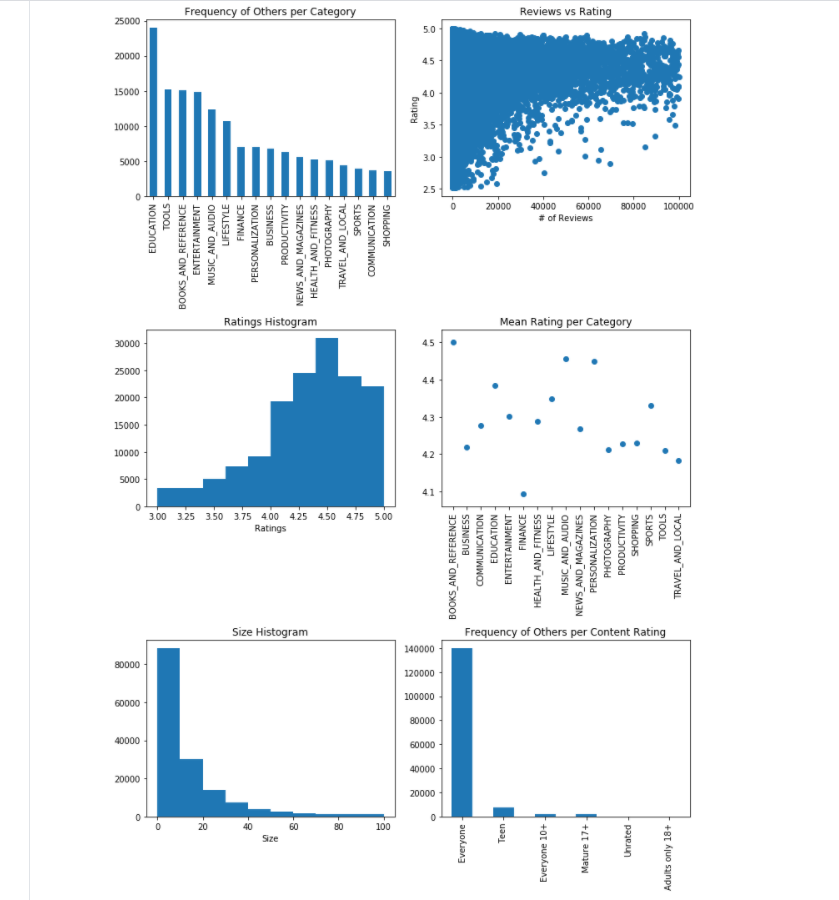 Frequency of Others per Category
25000
20000
15000
10000
5000
0
EDUCATION
TOOLS
BOOKS_AND_REFERENCE
ENTERTAINMENT
MUSIC_AND_AUDIO
LIFESTYLE
FINANCE
PERSONALIZATION
BUSINESS
PRODUCTIVITY
NEWS_AND_MAGAZINES
HEALTH_AND_FITNESS
PHOTOGRAPHY
TRAVEL_AND_LOCAL
SPORTS
COMMUNICATION
SHOPPING
Reviews vs Rating
Rating
5.0
4.5
4.0
3.5
3.0
2.5
0 20000 40000 60000 80000 100000
# of Reviews
Ratings Histogram
30000
25000
20000
15000
10000
5000
0
3.00 3.25 3.50 3.75 4.00 4.25 4.50 4.75 5.00
Ratings
Mean Rating per Category
4.5
4.4
4.3
4.2
4.1
BOOKS_AND_REFERENCE
BUSINESS
COMMUNICATION
EDUCATION
ENTERTAINMENT
FINANCE
HEALTH_AND_FITNESS
LIFESTYLE
MUSIC_AND_AUDIO
NEWS_AND_MAGAZINES
PERSONALIZATION
PHOTOGRAPHY
PRODUCTIVITY
SHOPPING
SPORTS
TOOLS
TRAVEL_AND_LOCAL
Size Histogram
80000
60000
40000
20000
0
0 20 40 60 80 100
Size
Frequency of Others per Content Rating
140000
120000
100000
80000
60000
40000
20000
0
Everyone
Teen
Everyone 10+
Mature 17+
Unrated
Adults only 18+